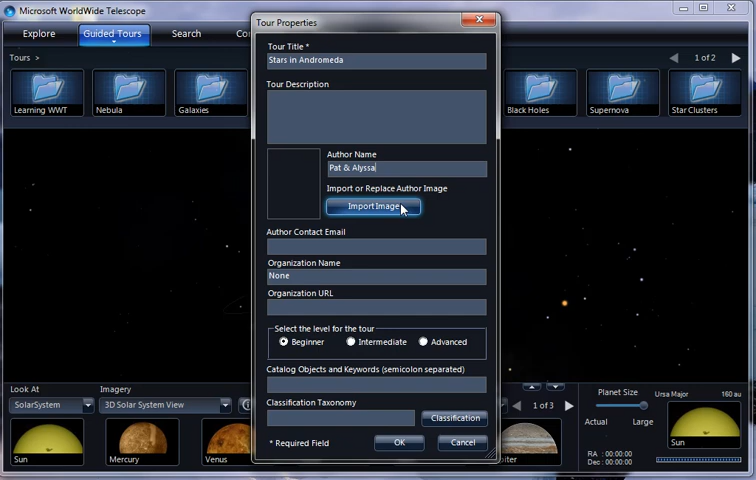 Microsoft WorldWide Telescope
Explore
Guided Tours
Search
Tours >
1 of 2
Learning WWT
Nebula
Galaxies
Black Holes
Supernova
Star Clusters
Tour Properties
Tour Title *
Stars in Andromeda
Tour Description
Author Name
Pat & Alyssa
Import or Replace Author Image
Import Image
Author Contact Email
Organization Name
None
Organization URL
Select the level for the tour
Beginner
Intermediate
Advanced
Catalog Objects and Keywords (semicolon separated)
Classification Taxonomy
Classification
* Required Field
OK
Cancel
Look At
Imagery
SolarSystem
3D Solar System View
1 of 3
Sun
Mercury
Venus
Planet Size
Actual
Large
Ursa Major
160 au
Sun
RA : 00:00:00
Dec : 00:00:00